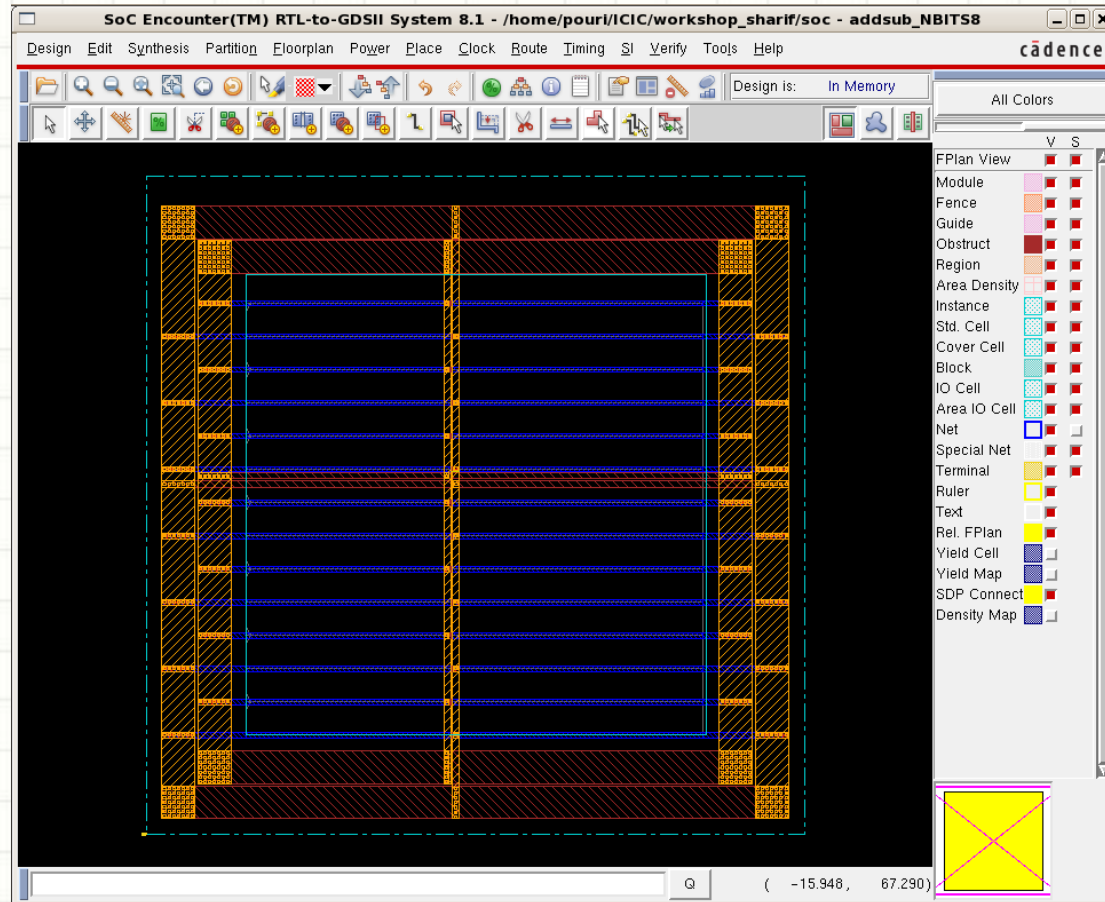 SoC Encounter(TM) RTL-to-GDSII System 8.1 - /home/pouri/ICIC/workshop_sharif/soc - addsub_NBITS8
Design Edit Synthesis Partition Floorplan Power Place Clock Route Timing SI Verify Tools Help
cādence
Design is: In Memory
All Colors
V S
FPlan View
Module
Fence
Guide
Obstruct
Region
Area Density
Instance
Std. Cell
Cover Cell
Block
IO Cell
Area IO Cell
Net
Special Net
Terminal
Ruler
Text
Rel. FPlan
Yield Cell
Yield Map
SDP Connect
Density Map
Q ( -15.948, 67.290)